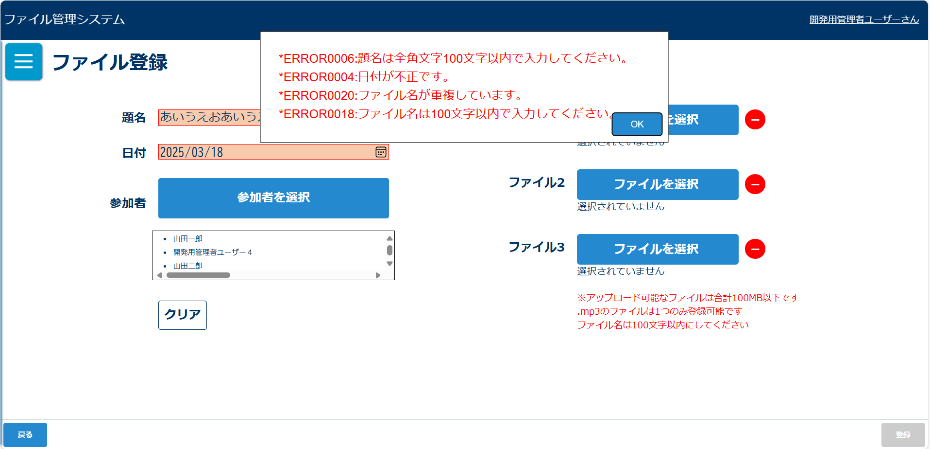 ファイル管理システム
開発用管理者ユーザーさん
ファイル登録
*ERROR0006:題名は全角文字100文字以内で入力してください。
*ERROR0004:日付が不正です。
*ERROR0020:ファイル名が重複しています。
*ERROR0018:ファイル名は100文字以内で入力してください。
OK
題名
あいうえおあいうえ
を選択
選択されていません
日付
2025/03/18
参加者
参加者を選択
山田一郎
開発用管理者ユーザー４
山田二郎
クリア
ファイル2
ファイルを選択
選択されていません
ファイル3
ファイルを選択
選択されていません
※アップロード可能なファイルは合計100MB以下です
.mp3のファイルは1つのみ登録可能です
ファイル名は100文字以内にしてください
戻る
登録